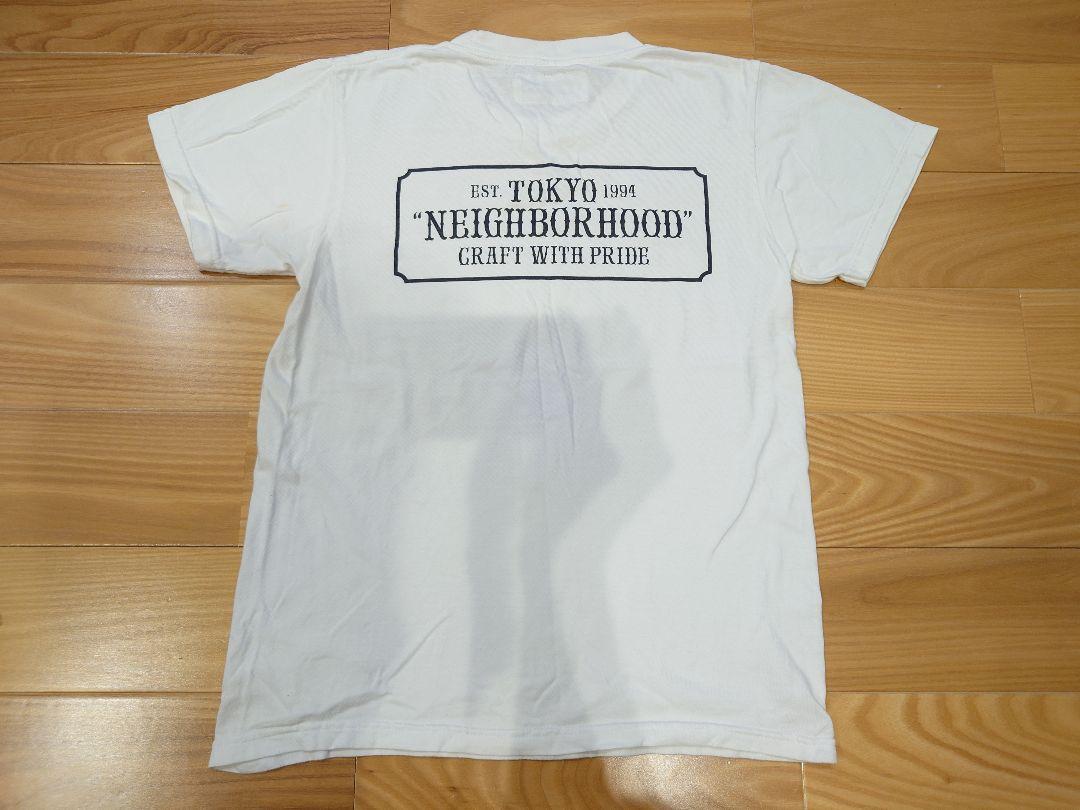 EST. TOKYO 1994
“NEIGHBORHOOD”
CRAFT WITH PRIDE